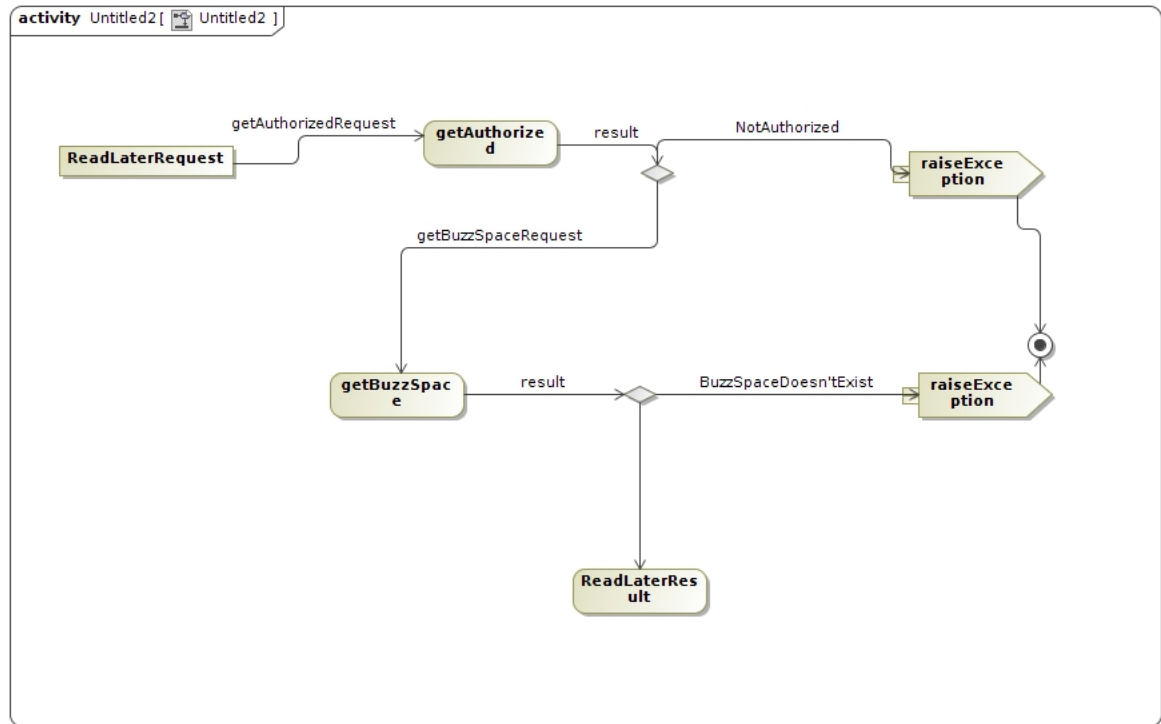 activity Untitled2 [ Untitled2 ]
getAuthorizedRequest
ReadLaterRequest
getAuthorize
d
result
NotAuthorized
raiseExce
ption
getBuzzSpaceRequest
getBuzzSpac
e
result
BuzzSpaceDoesn'tExist
raiseExce
ption
ReadLaterRes
ult